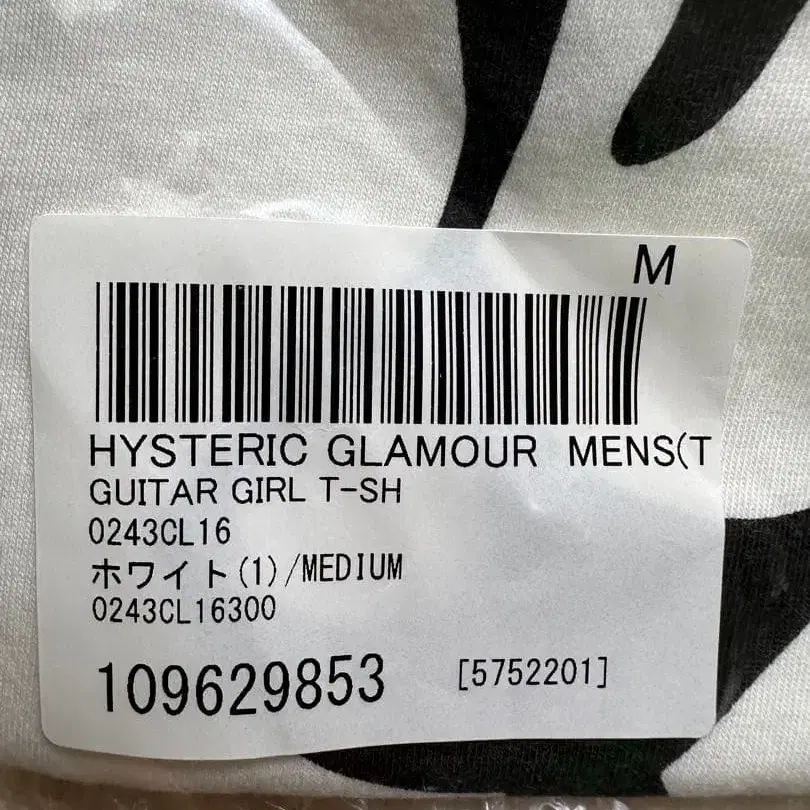 M
HYSTERIC GLAMOUR MENS(T
GUITAR GIRL T-SH
0243CL16
ホワイト(1)/MEDIUM
0243CL16300
109629853 [5752201]